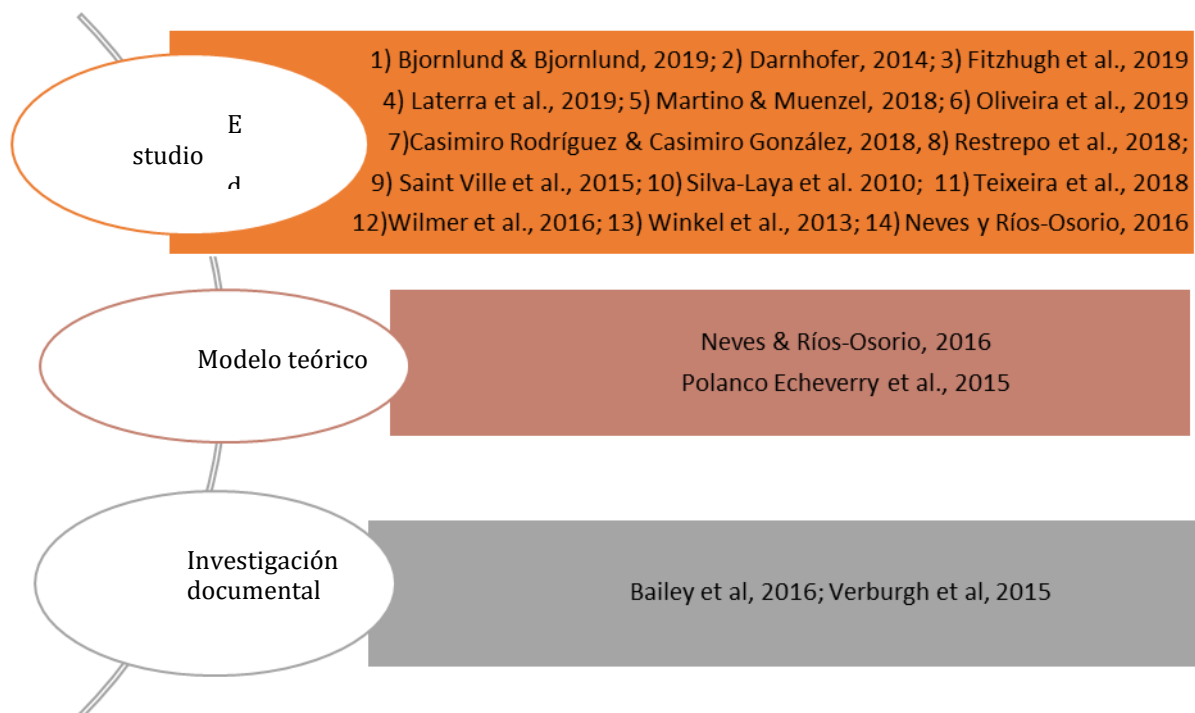 E
studio
d
1) Bjornlund & Bjornlund, 2019; 2) Darnhofer, 2014; 3) Fitzhugh et al., 2019
4) Laterra et al., 2019; 5) Martino & Muenzel, 2018; 6) Oliveira et al., 2019
7)Casimiro Rodríguez & Casimiro González, 2018, 8) Restrepo et al., 2018;
9) Saint Ville et al., 2015; 10) Silva-Laya et al. 2010; 11) Teixeira et al., 2018
12)Wilmer et al., 2016; 13) Winkel et al., 2013; 14) Neves y Ríos-Osorio, 2016
Modelo teórico
Neves & Ríos-Osorio, 2016
Polanco Echeverry et al., 2015
Investigación
documental
Bailey et al, 2016; Verburgh et al, 2015